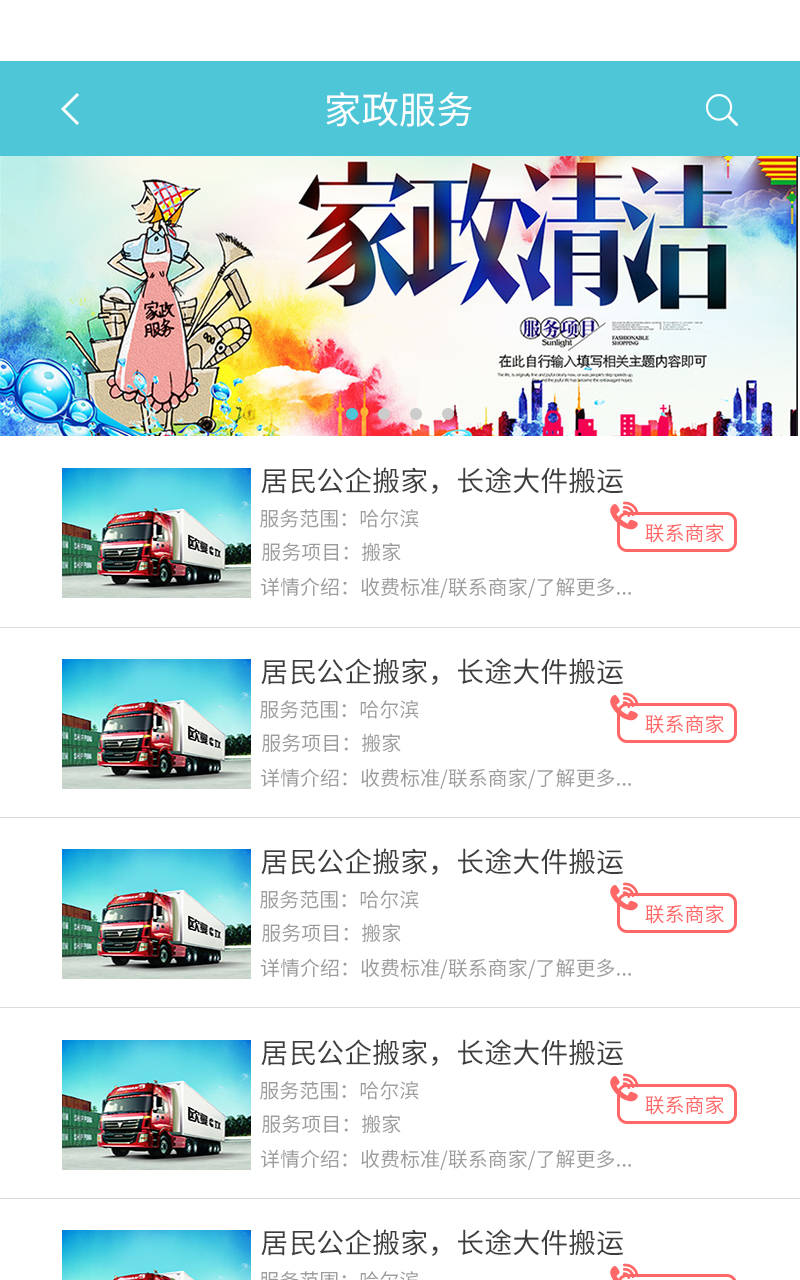 家政服务
家政清洁
家政
服务
服务项目
Sunlight
FASHIONABLE
SHOPPING
在此自行输入填写相关主题内容即可
居民公企搬家，长途大件搬运
服务范围：哈尔滨
联系商家
服务项目：搬家
详情介绍：收费标准/联系商家/了解更多...
居民公企搬家，长途大件搬运
服务范围：哈尔滨
联系商家
服务项目：搬家
详情介绍：收费标准/联系商家/了解更多...
居民公企搬家，长途大件搬运
服务范围：哈尔滨
联系商家
服务项目：搬家
详情介绍：收费标准/联系商家/了解更多...
居民公企搬家，长途大件搬运
服务范围：哈尔滨
联系商家
服务项目：搬家
详情介绍：收费标准/联系商家/了解更多...
居民公企搬家，长途大件搬运
服务范围：哈尔滨